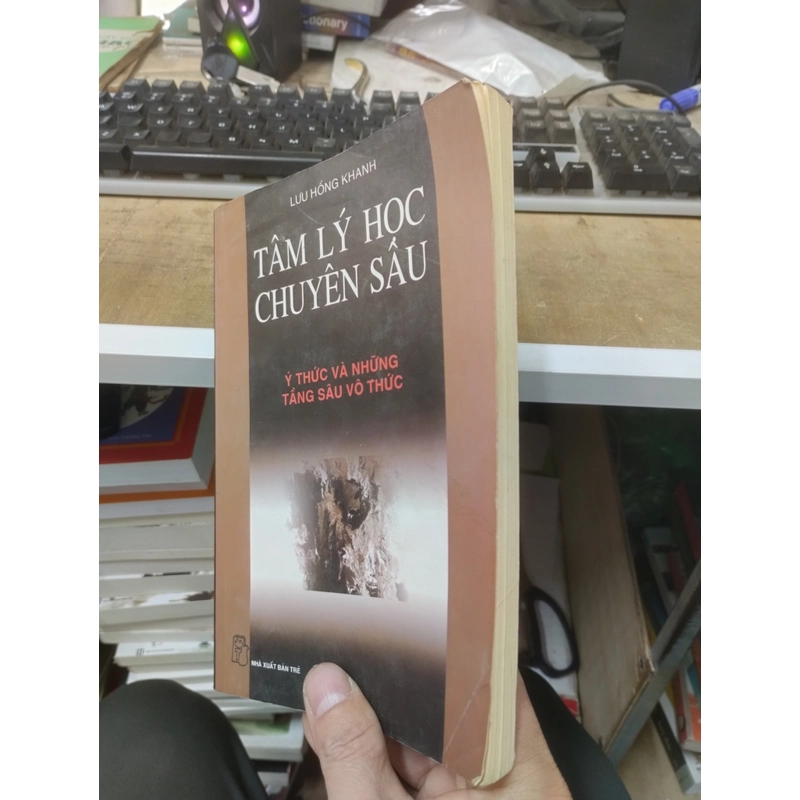 ctionary
LƯU HỒNG KHANH
TÂM LÝ HỌC
CHUYÊN SÂU
Ý THỨC VÀ NHỮNG
TẦNG SÂU VÔ THỨC
NHÀ XUẤT BẢN TRẺ